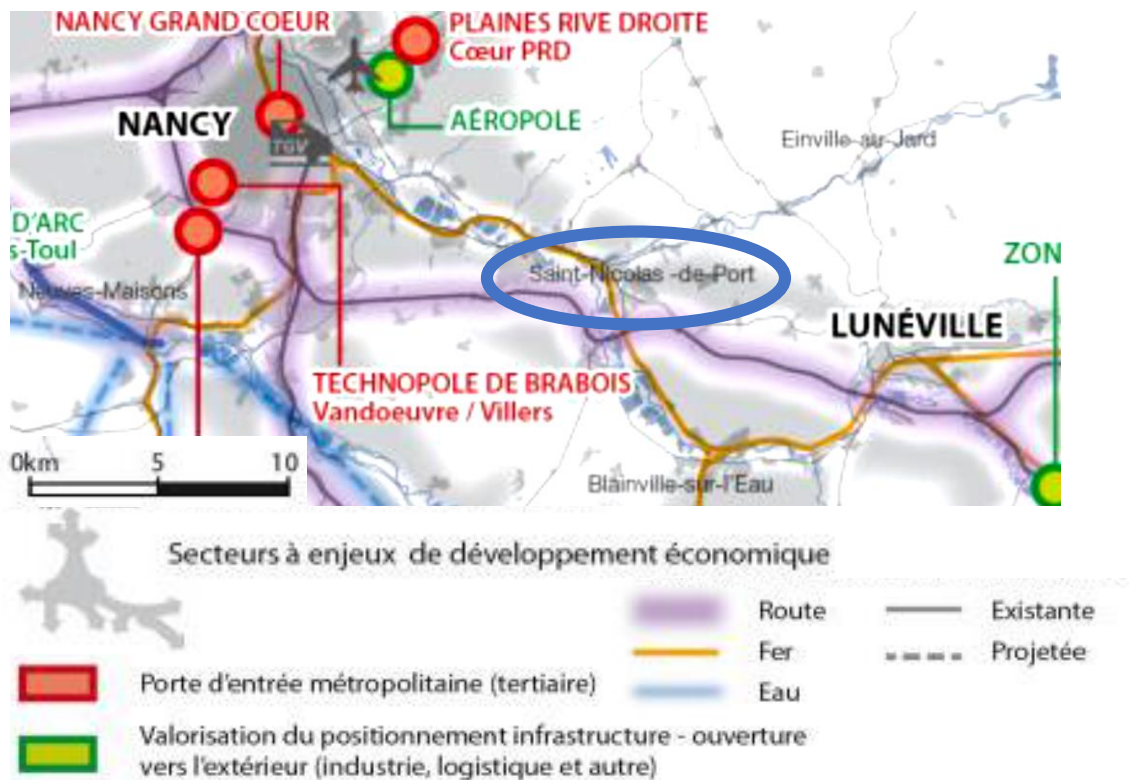 NANCY GRAND COEUR
PLAINES RIVE DROITE
Cœur PRD
NANCY
AÉROPOLE
Einville-au-Jard
D'ARC
s-Toul
ZON
Saint-Nicolas -de-Port
Neuves-Maisons
LUNÉVILLE
TECHNOPOLE DE BRABOIS
Vandoeuvre / Villers
0km 5 10
Blainville-sur-l'Eau
Secteurs à enjeux de développement économique
Route Existante
Fer Projetée
Eau
Porte d'entrée métropolitaine (tertiaire)
Valorisation du positionnement infrastructure - ouverture
vers l'extérieur (industrie, logistique et autre)